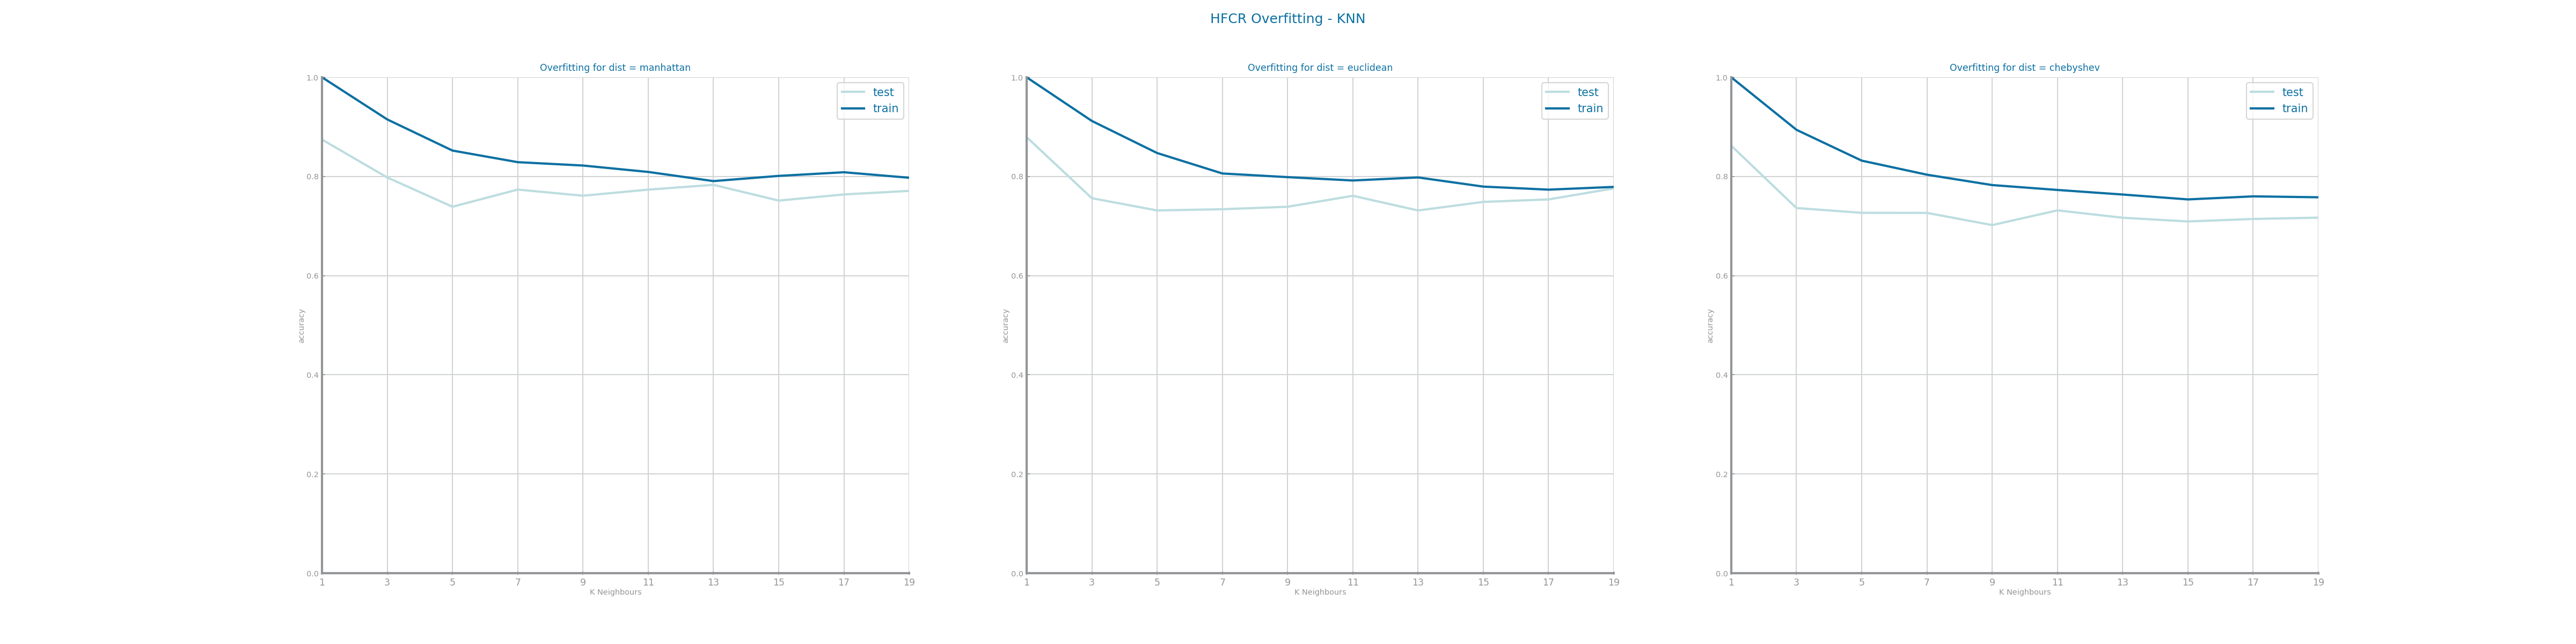 HFCR Overfitting - KNN
Overfitting for dist = manhattan
test
train
1.0
0.8
0.6
0.4
0.2
0.0
accuracy
1 3 5 7 9 11 13 15 17 19
K Neighbours
Overfitting for dist = euclidean
test
train
1.0
0.8
0.6
0.4
0.2
0.0
accuracy
1 3 5 7 9 11 13 15 17 19
K Neighbours
Overfitting for dist = chebyshev
test
train
1.0
0.8
0.6
0.4
0.2
0.0
accuracy
1 3 5 7 9 11 13 15 17 19
K Neighbours